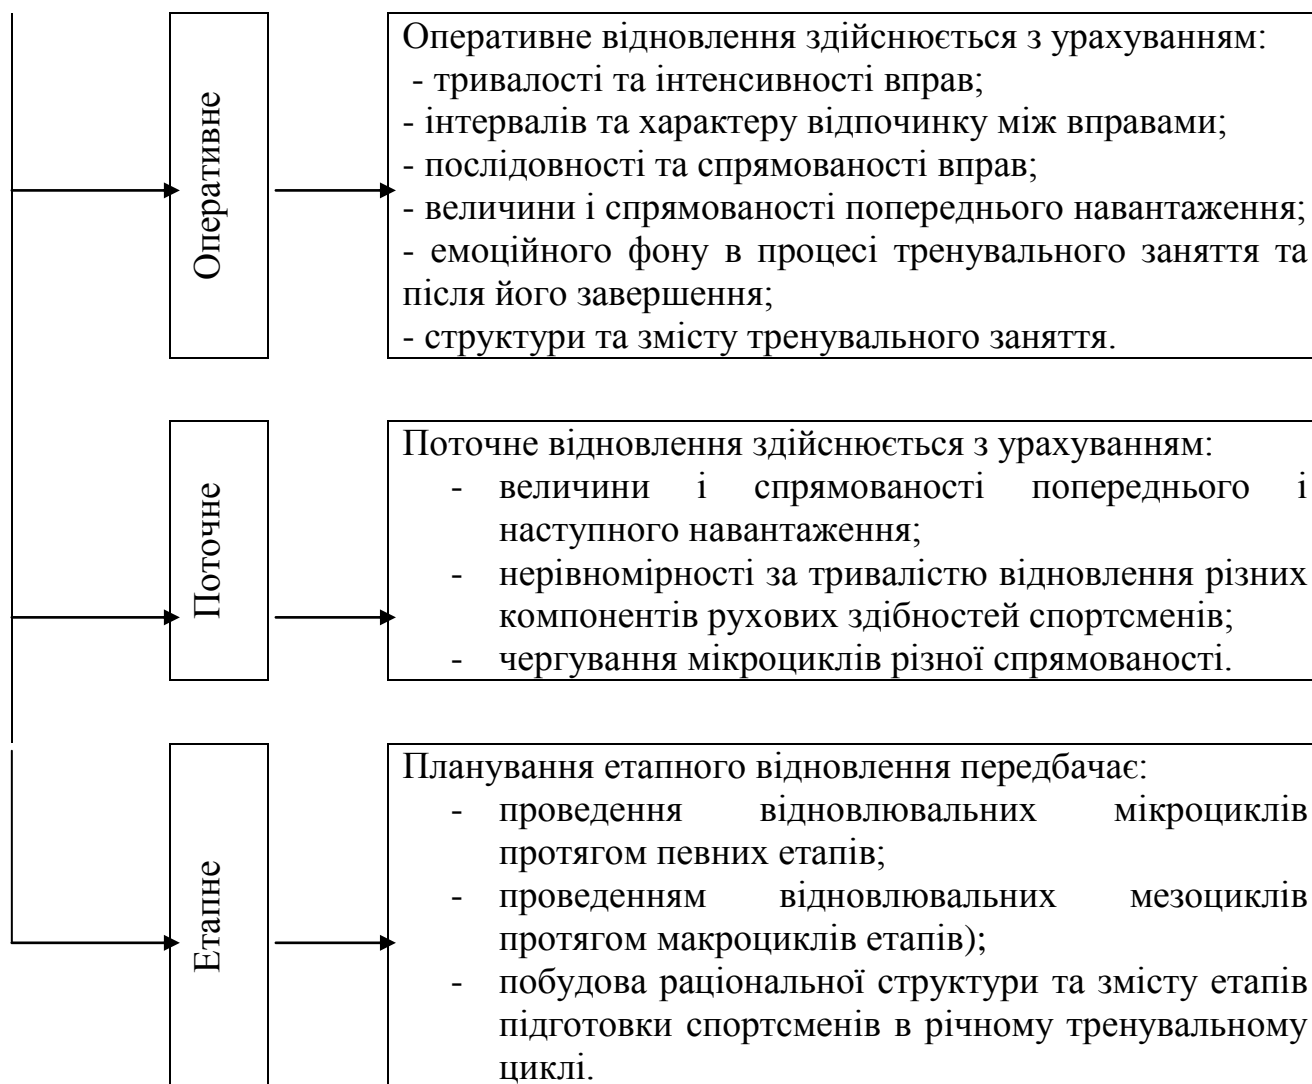 Оперативне
Оперативне відновлення здійснюється з урахуванням:
- тривалості та інтенсивності вправ;
- інтервалів та характеру відпочинку між вправами;
- послідовності та спрямованості вправ;
- величини і спрямованості попереднього навантаження;
- емоційного фону в процесі тренувального заняття та
після його завершення;
- структури та змісту тренувального заняття.
Поточне
Поточне відновлення здійснюється з урахуванням:
- величини і спрямованості попереднього і
наступного навантаження;
- нерівномірності за тривалістю відновлення різних
компонентів рухових здібностей спортсменів;
- чергування мікроциклів різної спрямованості.
Етапне
Планування етапного відновлення передбачає:
- проведення відновлювальних мікроциклів
протягом певних етапів;
- проведенням відновлювальних мезоциклів
протягом макроциклів етапів);
- побудова раціональної структури та змісту етапів
підготовки спортсменів в річному тренувальному
циклі.